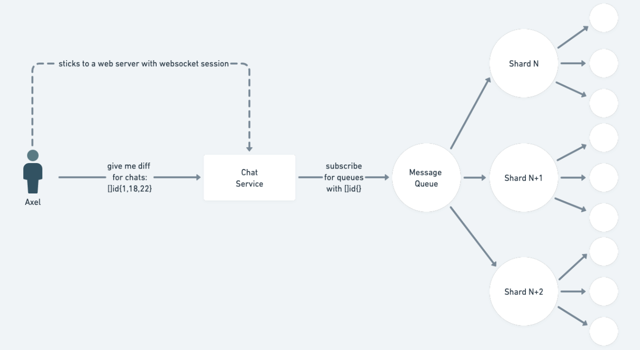 sticks to a web server with websocket session
Axel
give me diff
for chats:
[]id{1,18,22}
Chat
Service
subscribe
for queues
with []id{}
Message
Queue
Shard N
Shard N+1
Shard N+2